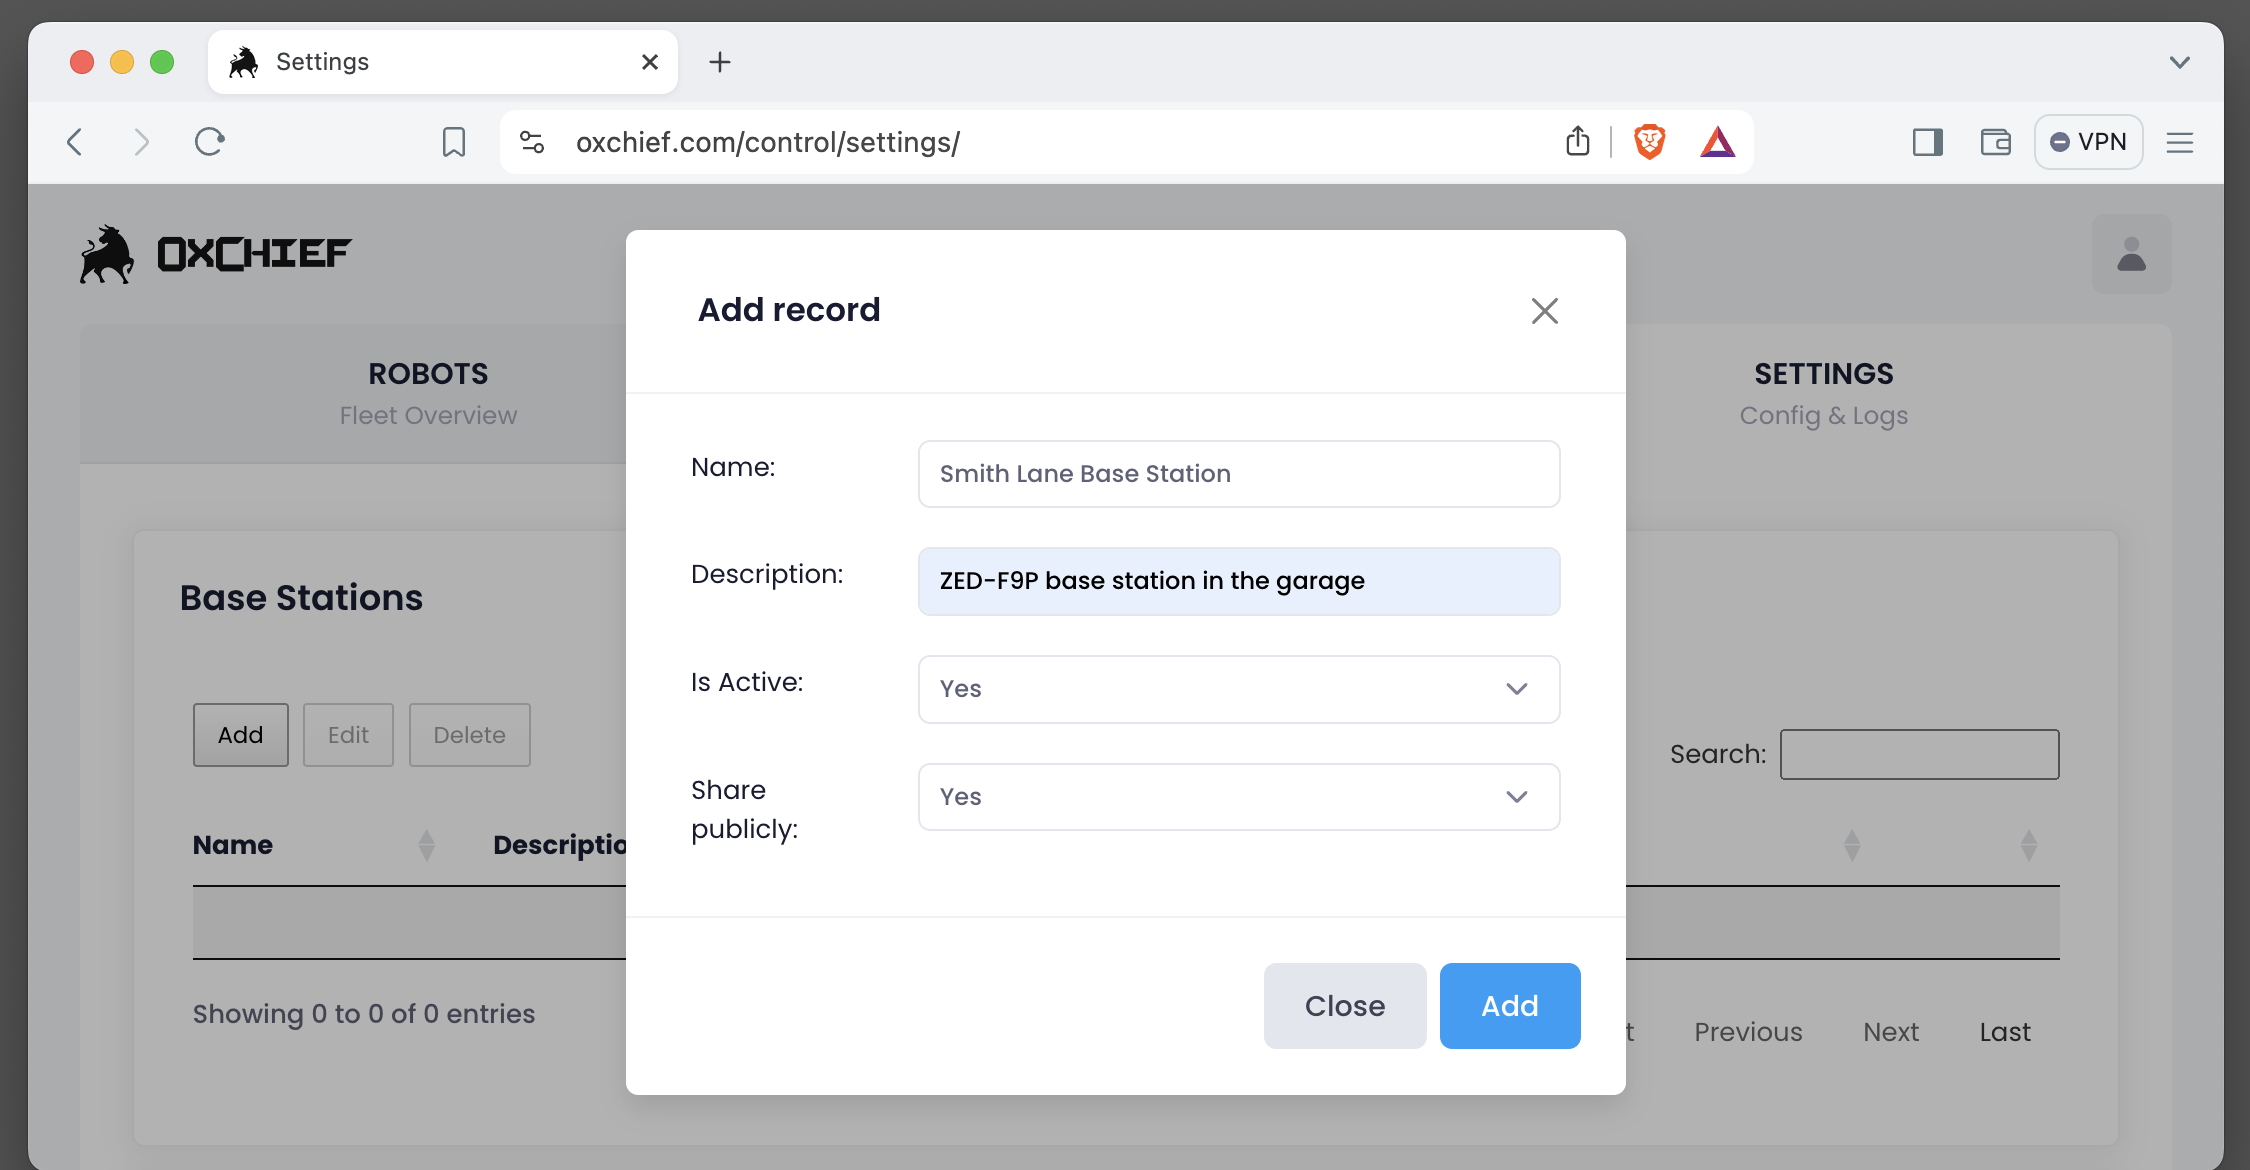 Settings
oxchief.com/control/settings/
VPN
OXCHIEF
ROBOTS
Fleet Overview
SETTINGS
Config & Logs
Base Stations
Add
Edit
Delete
Search:
Name
Descriptio
Showing 0 to 0 of 0 entries
t
Previous
Next
Last
Add record
Name:
Smith Lane Base Station
Description:
ZED-F9P base station in the garage
Is Active:
Yes
Share
publicly:
Yes
Close
Add